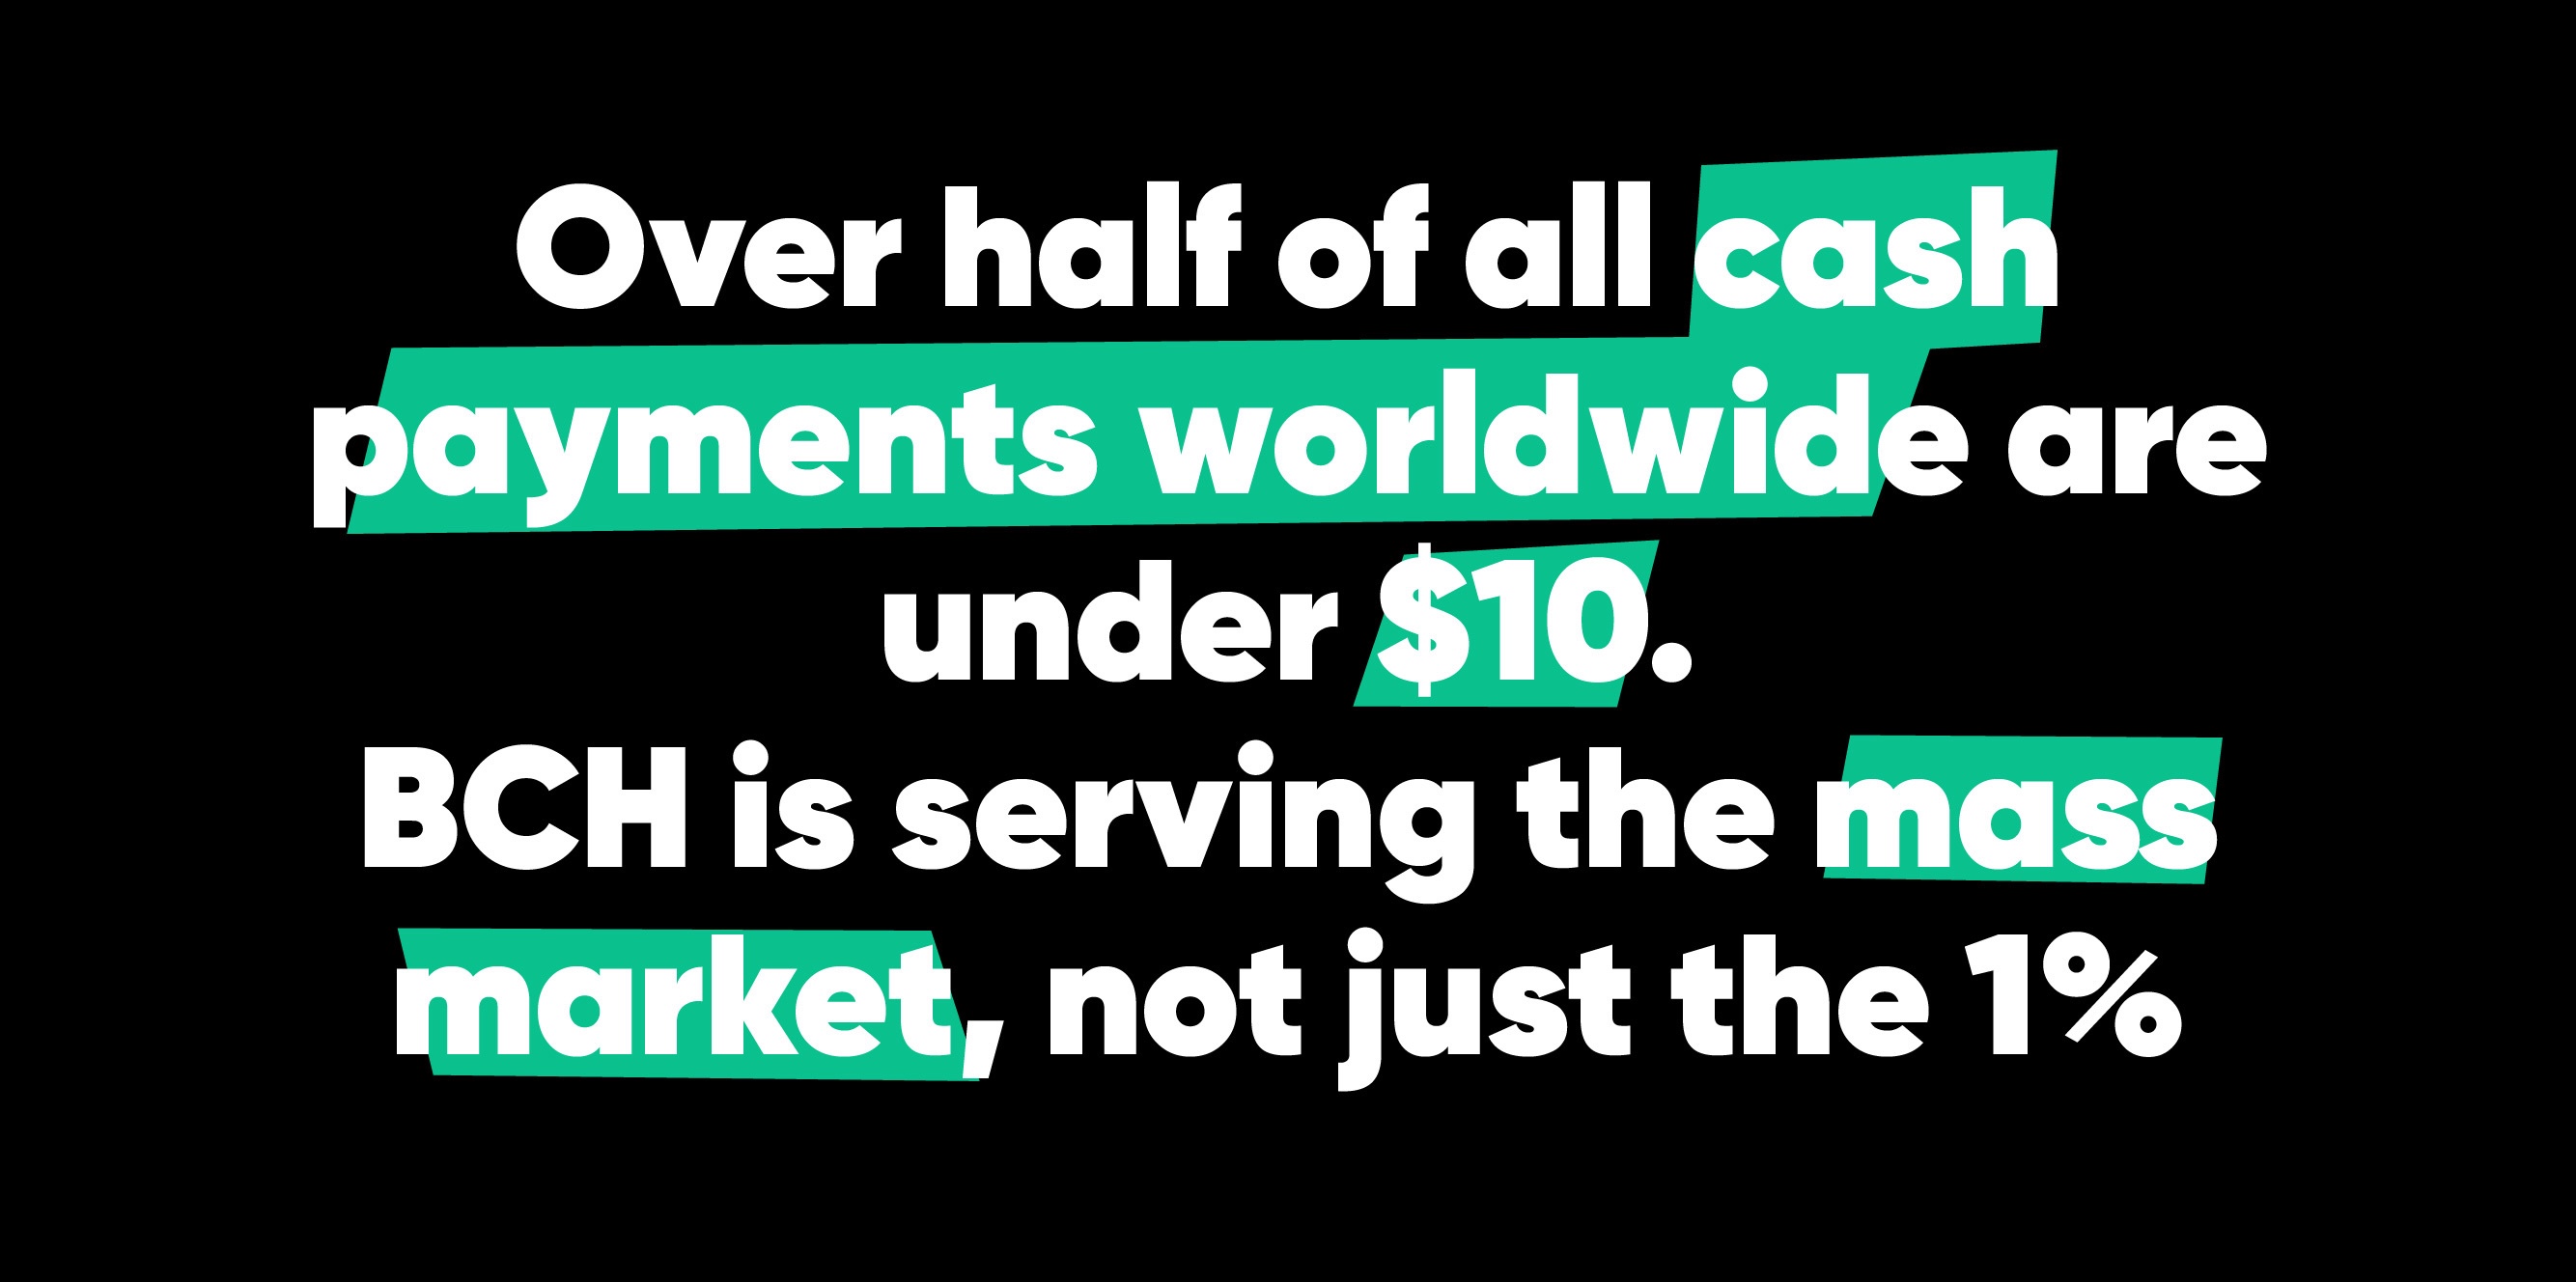 Over half of all cash
payments worldwide are
under $10.
BCH is serving the mass
market, not just the 1%